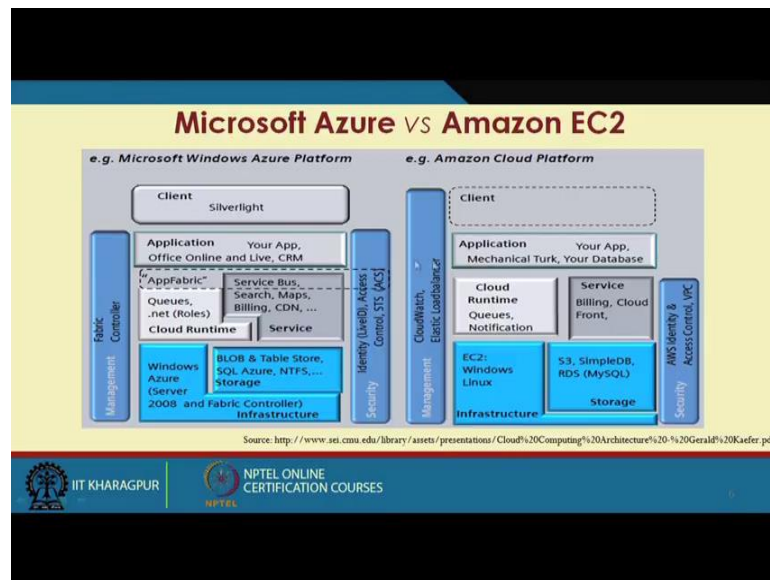 Microsoft Azure vs Amazon EC2
e.g. Microsoft Windows Azure Platform
Client
Silverlight
Fabric
Controller
Management
Application Your App,
Office Online and Live, CRM
“AppFabric”
Queues,
.net (Roles)
Cloud Runtime
Service Bus,
Search, Maps,
Billing, CDN, ...
Service
Windows
Azure
(Server
2008 and Fabric Controller)
BLOB & Table Store,
SQL Azure, NTFS,...
Storage
Infrastructure
Identity (LiveID), Access
Control, STS (ACS)
Security
e.g. Amazon Cloud Platform
CloudWatch,
Elastic Loadbalancer
Management
Client
Application Your App,
Mechanical Turk, Your Database
Cloud
Runtime
Queues,
Notification
Service
Billing, Cloud
Front,
EC2:
Windows
Linux
Infrastructure
S3, SimpleDB,
RDS (MySQL)
Storage
AWS Identity &
Access Control, VPC
Security
Source: http://www.sei.cmu.edu/library/assets/presentations/Cloud%20Computing%20Architecture%20-%20Gerald%20Kaefer.pd
IIT KHARAGPUR
NPTEL
NPTEL ONLINE
CERTIFICATION COURSES
6